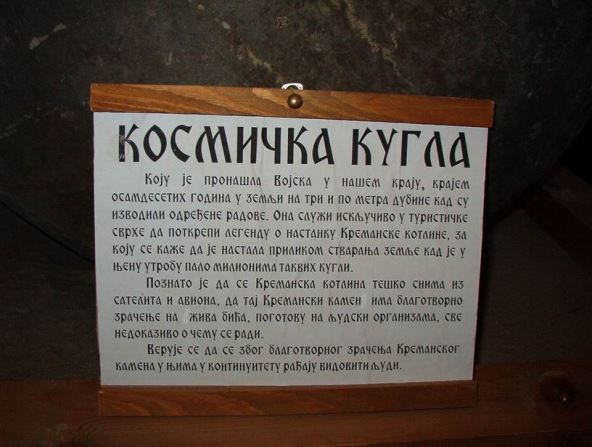 КОСМИЧКА КУГЛА
Коју је пронашла Војска у нашем крају, крајем
осамдесетих година у земљи на три и по метра дубине кад су
изводили одређене радове. Она служи искључиво у туристичке
сврхе да поткрепи легенду о настанку Креманске котлине, за
коју се каже да је настала приликом стварања земље кад је у
њену утробу пало милионима таквих кугли.
Познато је да се Креманска котлина тешко снима из
сателита и авиона, да тај Кремански камен има благотворно
зрачење на жива бића, поготову на људски организама, све
недоказиво о чему се ради.
Верује се да се због благотворног зрачења Креманског
камена у њима у континуитету рађају видовити људи.